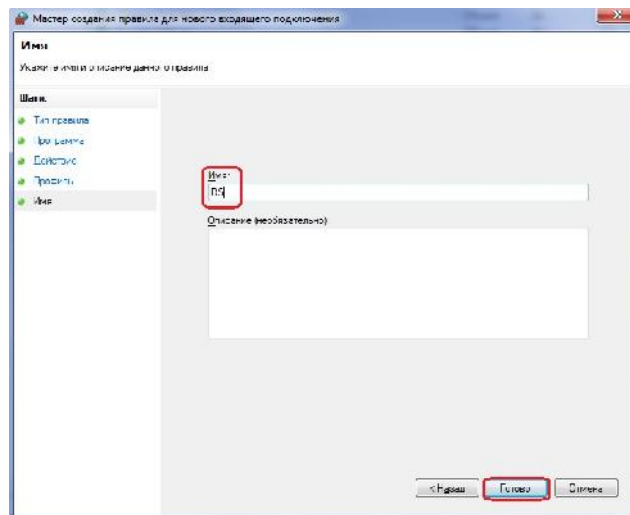 Мастер создания правила для нового входящего подключения
Имя
Укажите имя и описание данного правила.
Шаги:
Тип правила
Программа
Действие
Профиль
Имя
Имя:
DS
Описание (необязательно):
< Назад
Готово
Отмена